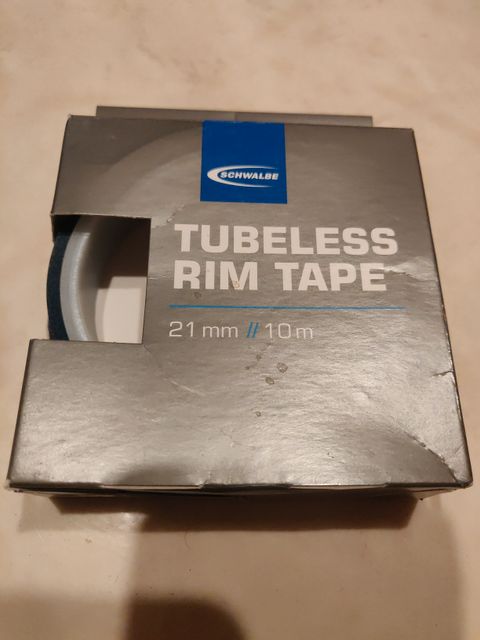 SCHWALBE
TUBELESS
RIM TAPE
21 mm // 10 m